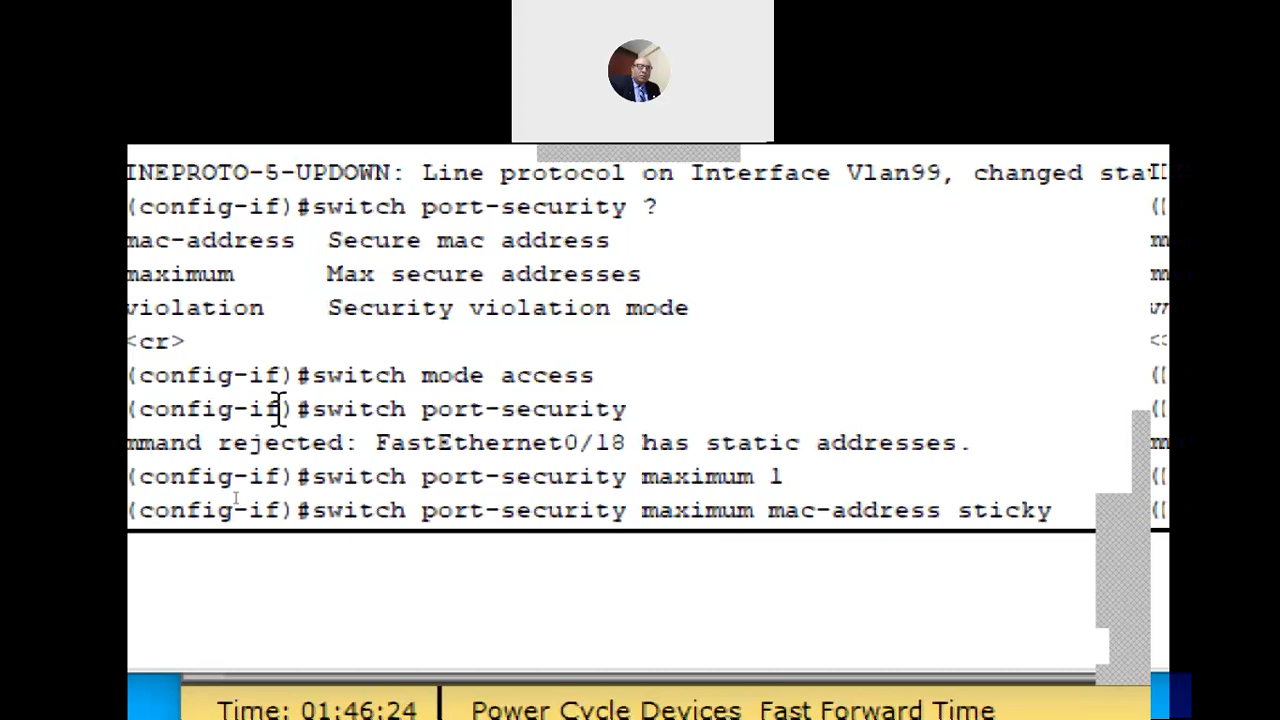 INEPROTO-5-UPDOWN: Line protocol on Interface Vlan99, changed sta
(config-if)#switch port-security ?
mac-address Secure mac address
maximum Max secure addresses
violation Security violation mode
<cr>
(config-if)#switch mode access
(config-if)#switch port-security
mmand rejected: FastEthernet0/18 has static addresses.
(config-if)#switch port-security maximum 1
(config-if)#switch port-security maximum mac-address sticky
Time: 01:46:24 Power Cycle Devices Fast Forward Time